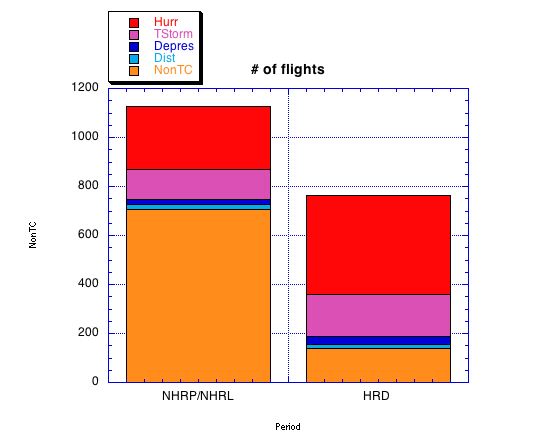 Hurr
TStorm
Depres
Dist
NonTC
# of flights
1200
1000
800
600
400
200
0
NonTC
NHRP/NHRL
HRD
Period